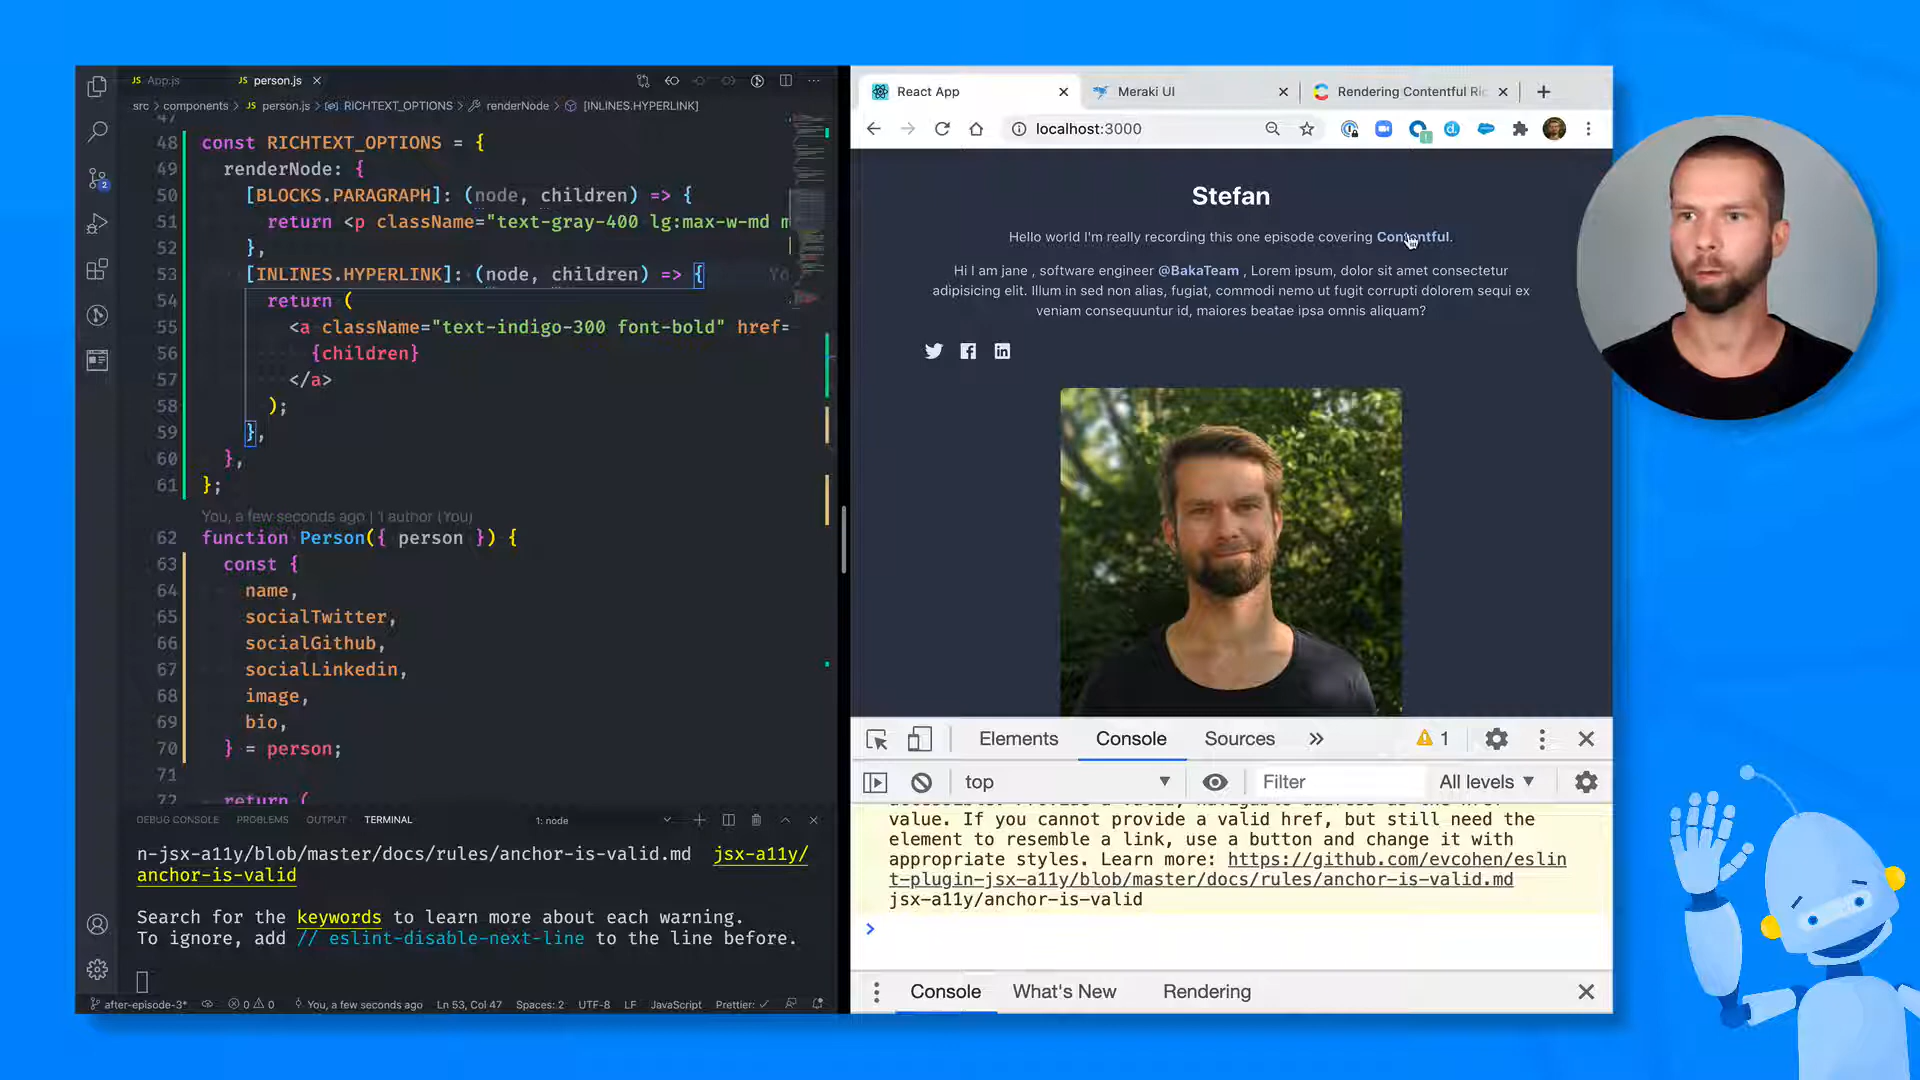 JS App.js
JS person.js
src > components > JS person.js > RICHTEXT_OPTIONS > renderNode > [INLINES.HYPERLINK]
47
48 const RICHTEXT_OPTIONS = {
49 renderNode: {
50 [BLOCKS.PARAGRAPH]: (node, children) => {
51 return <p className="text-gray-400 lg:max-w-md m
52 },
53 [INLINES.HYPERLINK]: (node, children) => {
54 return (
55 <a className="text-indigo-300 font-bold" href=
56 {children}
57 </a>
58 );
59 },
60 },
61 };
You, a few seconds ago | 1 author (You)
62 function Person({ person }) {
63 const {
64 name,
65 socialTwitter,
66 socialGithub,
67 socialLinkedin,
68 image,
69 bio,
70 } = person;
71
72 return (
DEBUG CONSOLE PROBLEMS OUTPUT TERMINAL 1: node
n-jsx-a11y/blob/master/docs/rules/anchor-is-valid.md jsx-a11y/
anchor-is-valid
Search for the keywords to learn more about each warning.
To ignore, add // eslint-disable-next-line to the line before.
after-episode-3* 0 0 You, a few seconds ago Ln 53, Col 47 Spaces: 2 UTF-8 LF JavaScript Prettier: ✓
2
React App
Meraki UI
Rendering Contentful Ric
localhost:3000
Stefan
Hello world I'm really recording this one episode covering Contentful.
Hi I am jane , software engineer @BakaTeam , Lorem ipsum, dolor sit amet consectetur
adipisicing elit. Illum in sed non alias, fugiat, commodi nemo ut fugit corrupti dolorem sequi ex
veniam consequuntur id, maiores beatae ipsa omnis aliquam?
Elements Console Sources » 1
top Filter All levels
value. If you cannot provide a valid href, but still need the
element to resemble a link, use a button and change it with
appropriate styles. Learn more: https://github.com/evcohen/eslin
t-plugin-jsx-a11y/blob/master/docs/rules/anchor-is-valid.md
jsx-a11y/anchor-is-valid
Console What's New Rendering